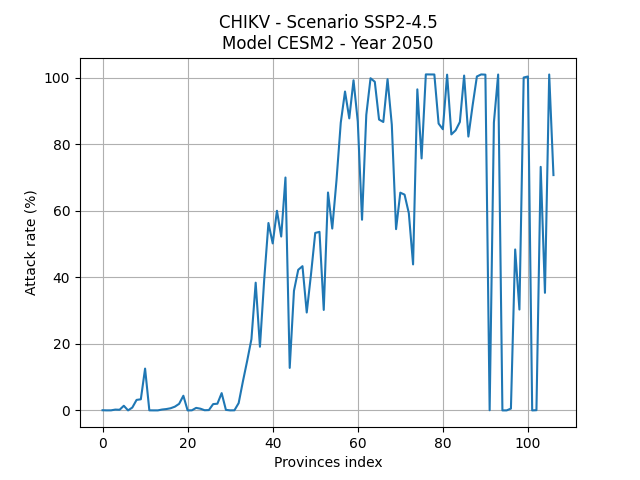 CHIKV - Scenario SSP2-4.5
Model CESM2 - Year 2050
Attack rate (%)
100
80
60
40
20
0
0 20 40 60 80 100
Provinces index